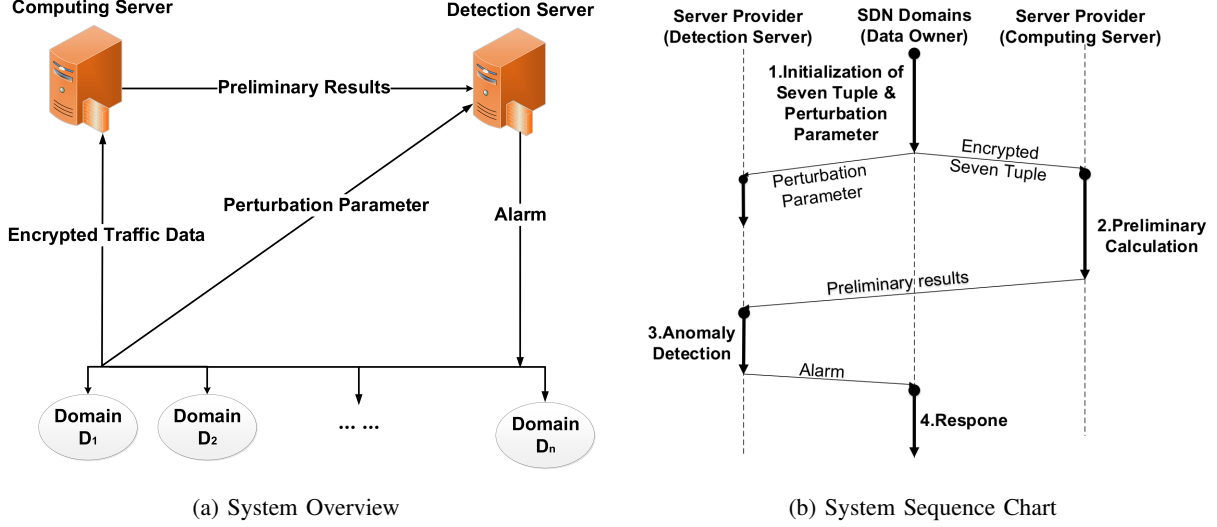 Computing Server
Detection Server
Preliminary Results
Perturbation Parameter
Alarm
Encrypted Traffic Data
Domain
D1
Domain
D2
... ...
Domain
Dn
(a) System Overview
Server Provider
(Detection Server)
SDN Domains
(Data Owner)
Server Provider
(Computing Server)
1.Initialization of
Seven Tuple &
Perturbation
Parameter
Encrypted
Seven Tuple
Perturbation
Parameter
2.Preliminary
Calculation
Preliminary results
3.Anomaly
Detection
Alarm
4.Respone
(b) System Sequence Chart